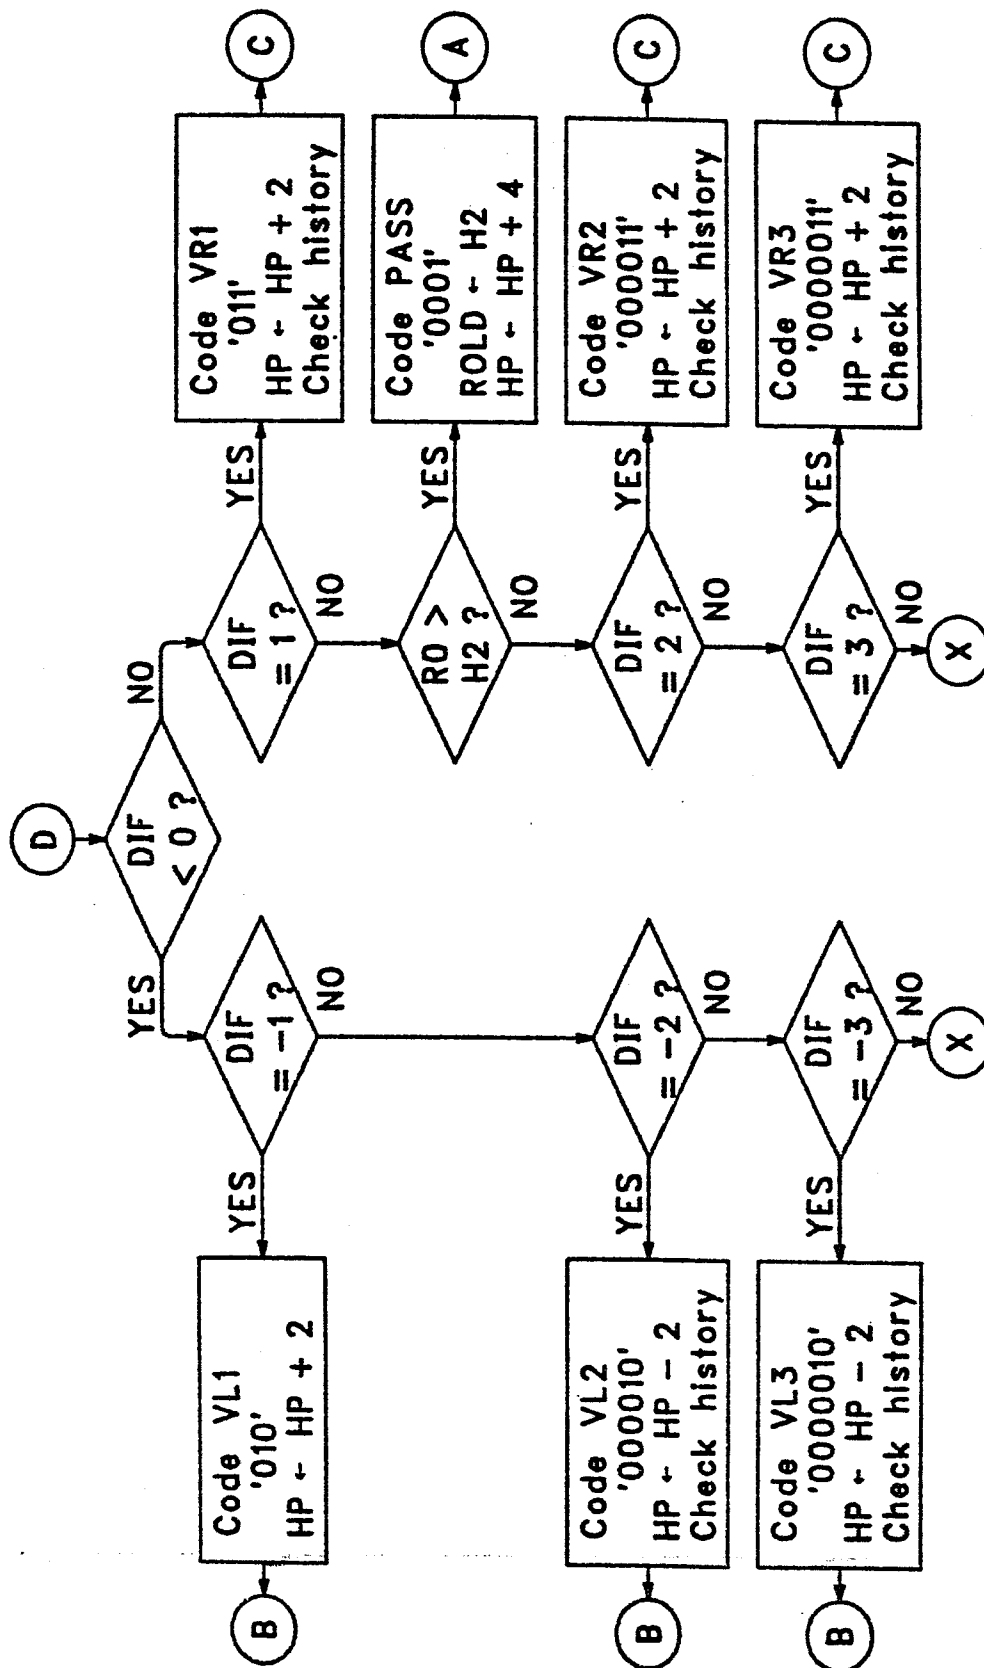 D
DIF
< 0 ?
YES
NO
B
Code VL1
'010'
HP ← HP + 2
YES
DIF
= -1 ?
NO
DIF
= 1 ?
NO
YES
Code VR1
'011'
HP ← HP + 2
Check history
C
R0 >
H2 ?
NO
YES
Code PASS
'0001'
ROLD ← H2
HP ← HP + 4
A
B
Code VL2
'000010'
HP ← HP - 2
Check history
YES
DIF
= -2 ?
NO
DIF
= 2 ?
NO
YES
Code VR2
'000011'
HP ← HP + 2
Check history
C
B
Code VL3
'0000010'
HP ← HP - 2
Check history
YES
DIF
= -3 ?
NO
X
DIF
= 3 ?
NO
X
YES
Code VR3
'0000011'
HP ← HP + 2
Check history
C